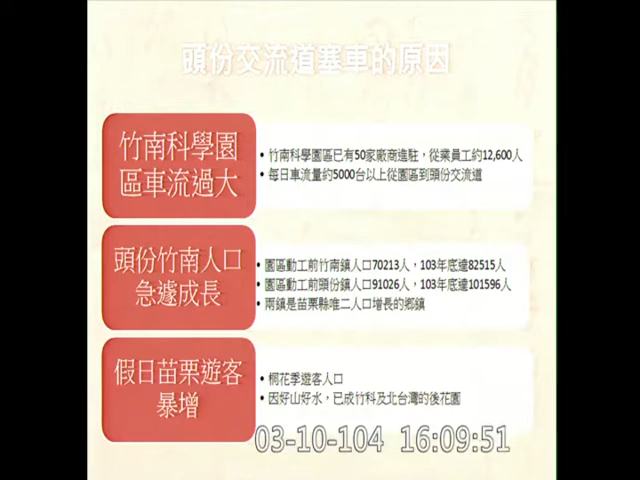 頭份交流道塞車的原因
竹南科學園
區車流過大
• 竹南科學園區已有50家廠商進駐，從業員工約12,600人
• 每日車流量約5000台以上從園區到頭份交流道
頭份竹南人口
急遽成長
• 園區動工前竹南鎮人口70213人，103年底達82515人
• 園區動工前頭份鎮人口91026人，103年底達101596人
• 兩鎮是苗栗縣唯二人口增長的鄉鎮
假日苗栗遊客
暴增
• 桐花季遊客人口
• 因好山好水，已成竹科及北台灣的後花園
03-10-104 16:09:51